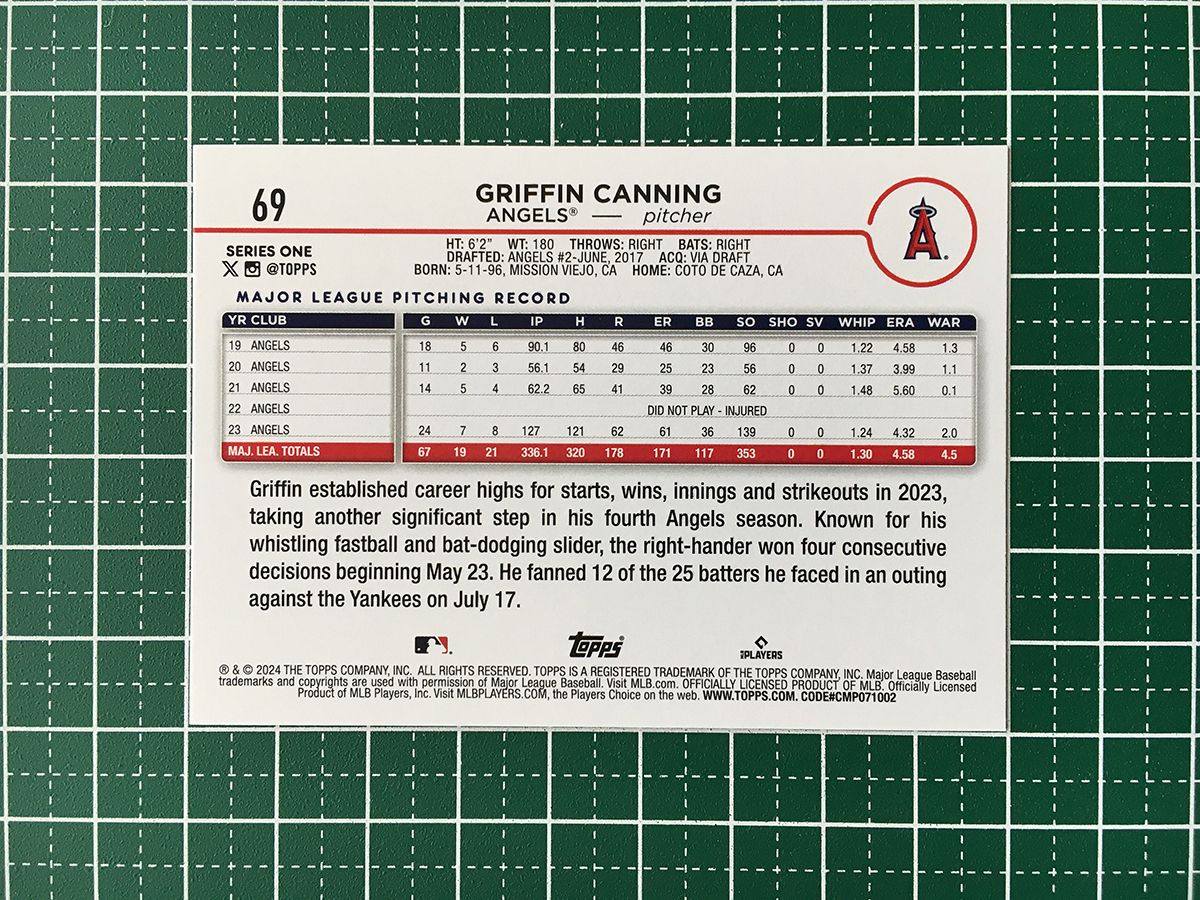 69
GRIFFIN CANNING
ANGELS® — pitcher
A
SERIES ONE
@TOPPS
HT: 6'2" WT: 180 THROWS: RIGHT BATS: RIGHT
DRAFTED: ANGELS #2-JUNE, 2017 ACQ: VIA DRAFT
BORN: 5-11-96, MISSION VIEJO, CA HOME: COTO DE CAZA, CA
MAJOR LEAGUE PITCHING RECORD
YR CLUB G W L IP H R ER BB SO SHO SV WHIP ERA WAR
19 ANGELS 18 5 6 90.1 80 46 46 30 96 0 0 1.22 4.58 1.3
20 ANGELS 11 2 3 56.1 54 29 25 23 56 0 0 1.37 3.99 1.1
21 ANGELS 14 5 4 62.2 65 41 39 28 62 0 0 1.48 5.60 0.1
22 ANGELS DID NOT PLAY - INJURED
23 ANGELS 24 7 8 127 121 62 61 36 139 0 0 1.24 4.32 2.0
MAJ. LEA. TOTALS 67 19 21 336.1 320 178 171 117 353 0 0 1.30 4.58 4.5
Griffin established career highs for starts, wins, innings and strikeouts in 2023,
taking another significant step in his fourth Angels season. Known for his
whistling fastball and bat-dodging slider, the right-hander won four consecutive
decisions beginning May 23. He fanned 12 of the 25 batters he faced in an outing
against the Yankees on July 17.
Topps® PLAYERS
® & © 2024 THE TOPPS COMPANY, INC. ALL RIGHTS RESERVED. TOPPS IS A REGISTERED TRADEMARK OF THE TOPPS COMPANY, INC. Major League Baseball
trademarks and copyrights are used with permission of Major League Baseball. Visit MLB.com. OFFICIALLY LICENSED PRODUCT OF MLB. Officially Licensed
Product of MLB Players, Inc. Visit MLBPLAYERS.COM, the Players Choice on the web. WWW.TOPPS.COM. CODE#CMP071002